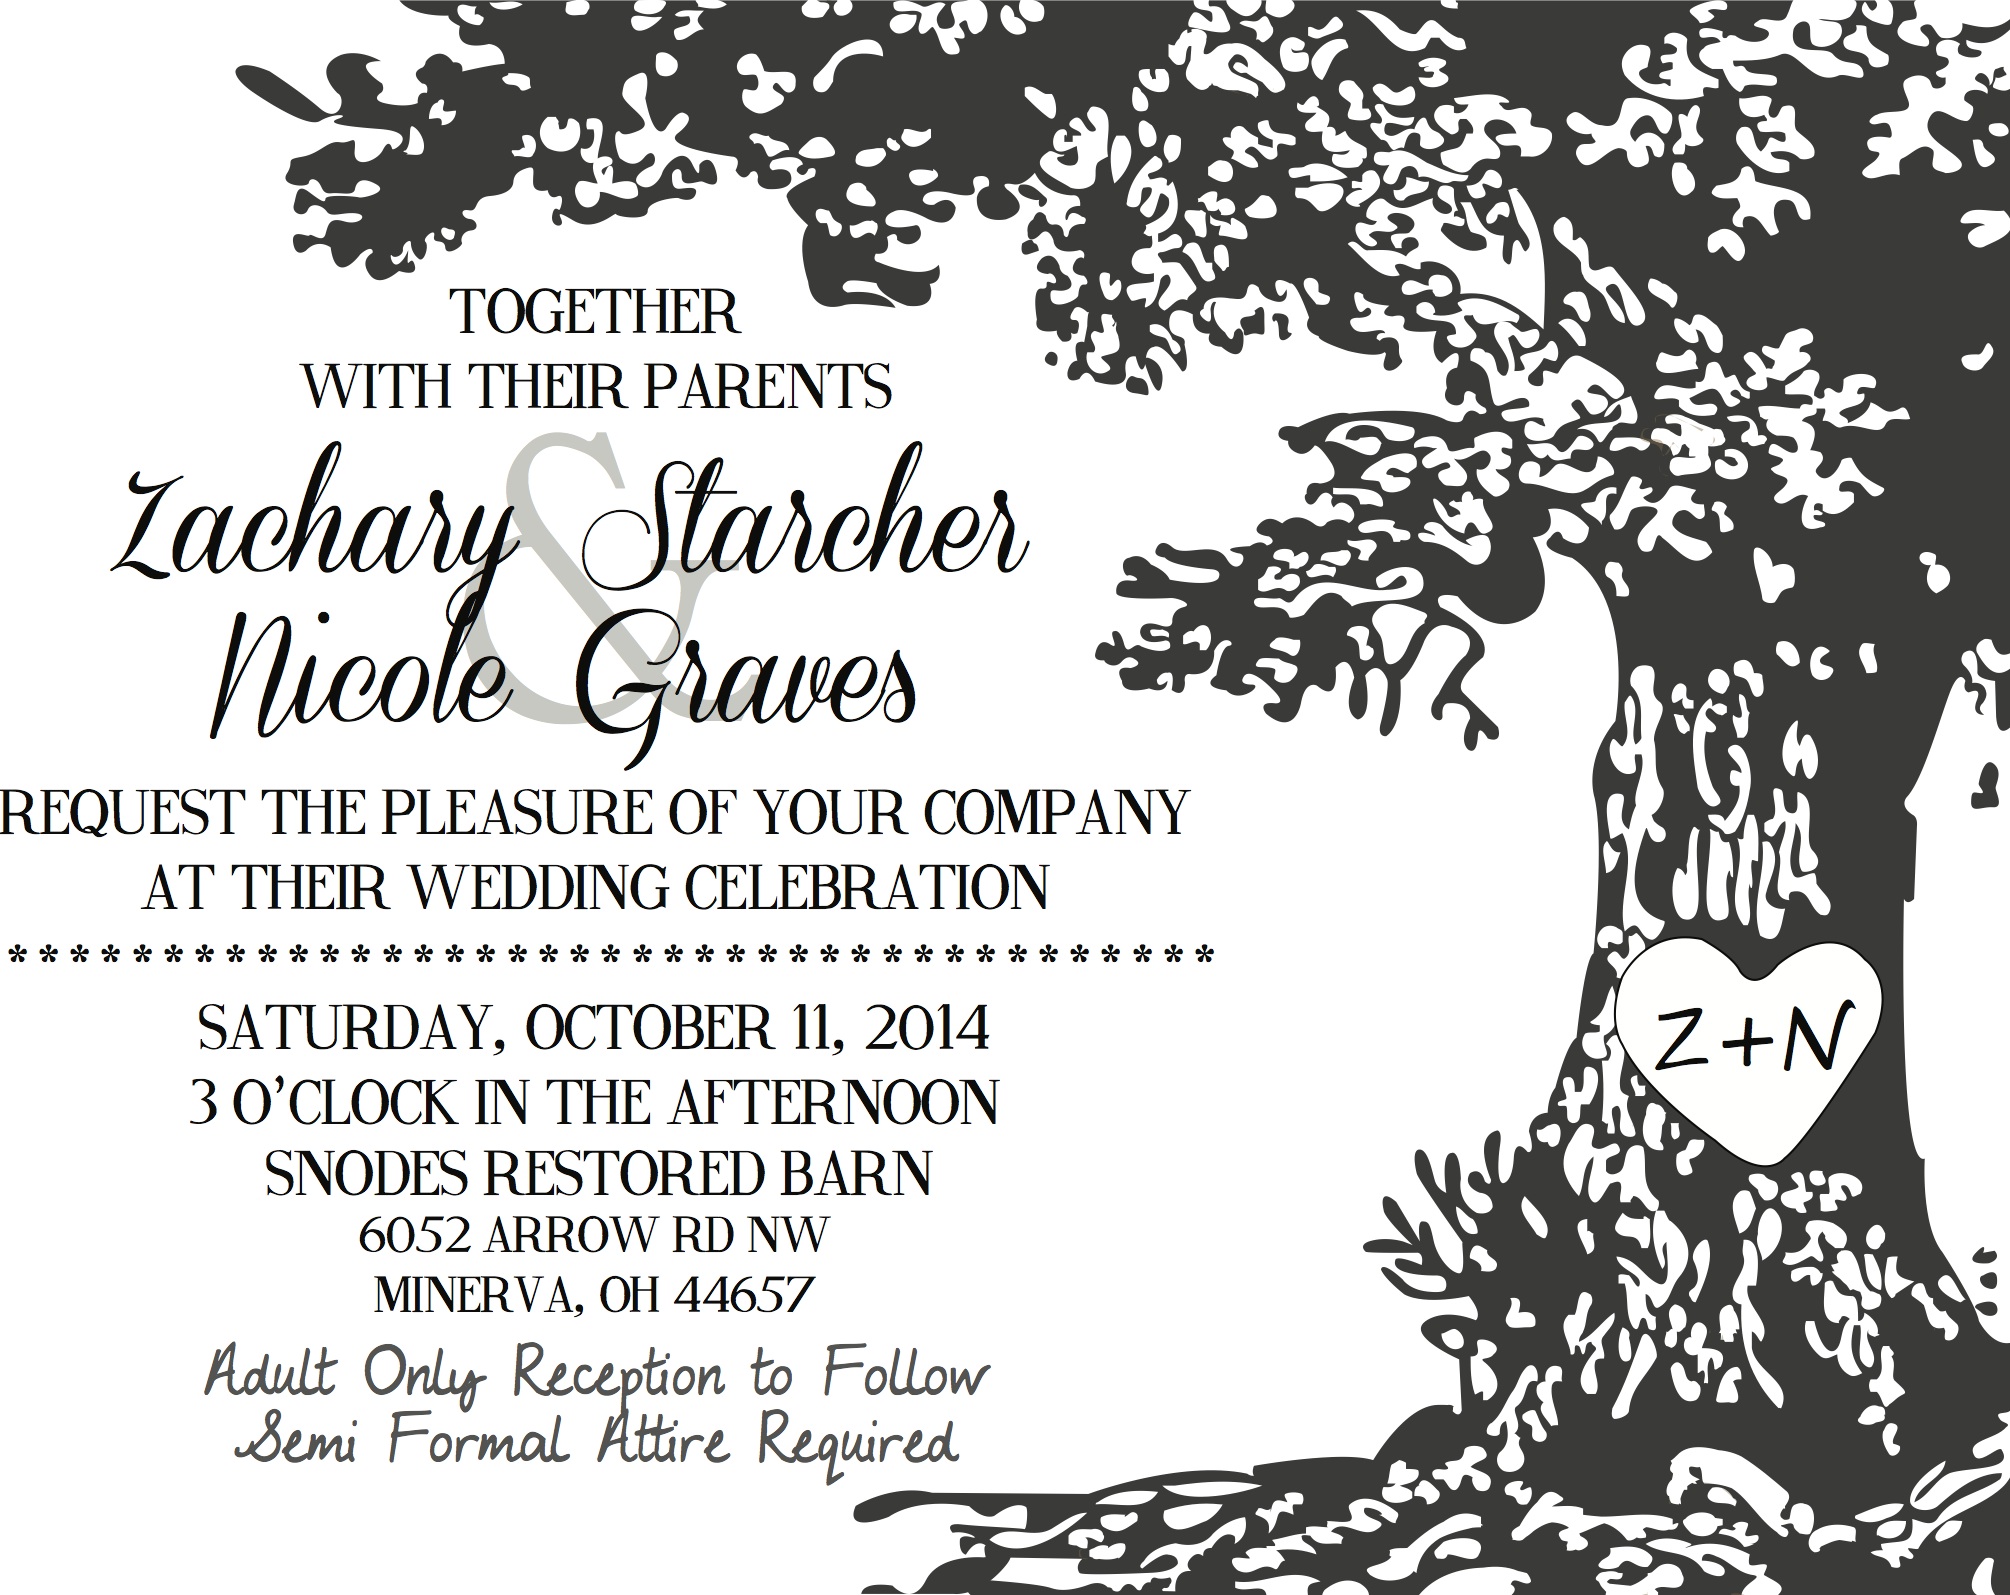 TOGETHER
WITH THEIR PARENTS
&
Zachary Starcher
Nicole Graves
REQUEST THE PLEASURE OF YOUR COMPANY
AT THEIR WEDDING CELEBRATION
***************************************
SATURDAY, OCTOBER 11, 2014
3 O’CLOCK IN THE AFTERNOON
SNODES RESTORED BARN
6052 ARROW RD NW
MINERVA, OH 44657
Adult Only Reception to Follow
Semi Formal Attire Required
Z+N